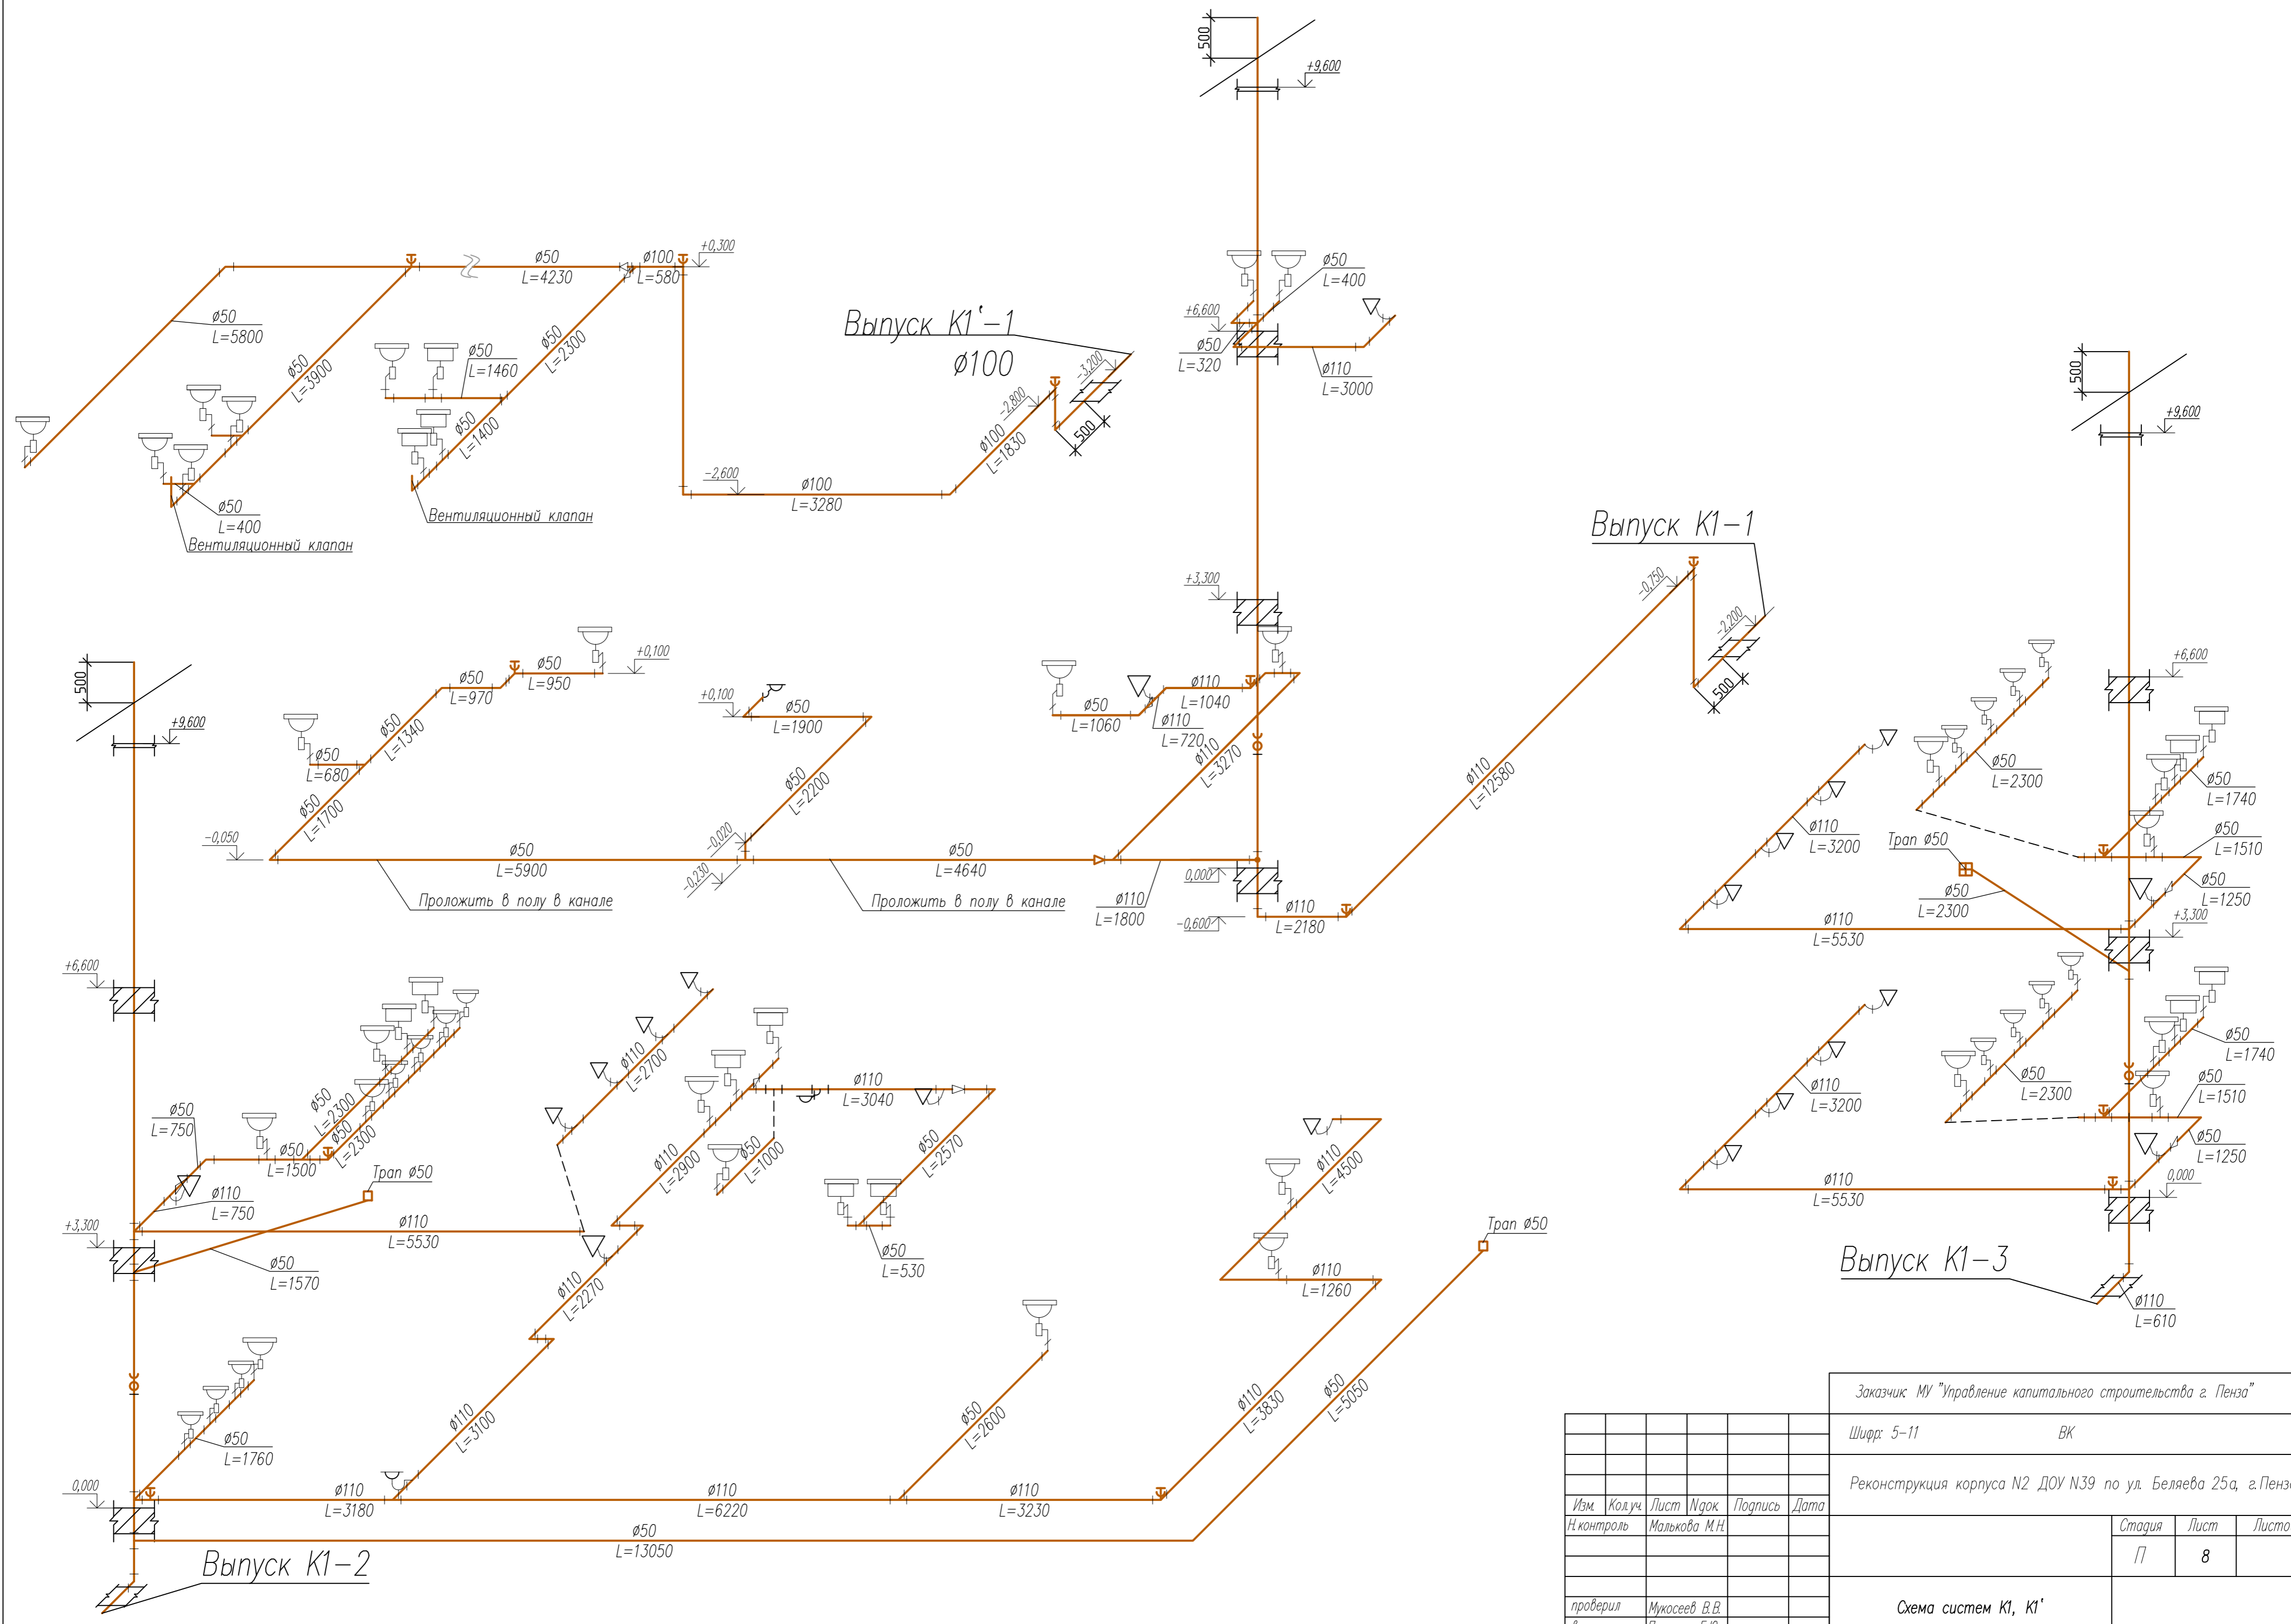 500
+9,600
ø50
L=4230
ø100
L=580
+0,300
ø50
L=5800
ø50
L=3900
ø50
L=1460
ø50
L=2300
ø50
L=1400
ø50
L=400
Вентиляционный клапан
Вентиляционный клапан
Выпуск К1'-1
ø100
-3,200
-2,800
500
ø100
L=1830
-2,600
ø100
L=3280
ø50
L=400
+6,600
ø50
L=320
ø110
L=3000
500
+9,600
Выпуск К1-1
-0,750
-2,200
500
+3,300
500
+9,600
ø50
L=970
ø50
L=950
+0,100
ø50
L=1340
ø50
L=680
ø50
L=1700
-0,050
ø50
L=5900
Проложить в полу в канале
+0,100
ø50
L=1900
ø50
L=2200
-0,020
-0,230
ø50
L=4640
Проложить в полу в канале
ø50
L=1060
ø110
L=1040
ø110
L=720
ø110
L=3270
ø110
L=1800
0,000
-0,600
ø110
L=2180
ø110
L=12580
+6,600
ø50
L=2300
ø50
L=1740
ø50
L=1510
ø50
L=1250
ø110
L=3200
Трап ø50
ø50
L=2300
+3,300
ø110
L=5530
ø50
L=2300
ø50
L=1740
ø50
L=1510
ø50
L=1250
ø110
L=3200
ø110
L=5530
0,000
Выпуск К1-3
ø110
L=610
+6,600
ø50
L=750
ø50
L=1500
ø50
L=2300
ø50
L=2300
ø110
L=750
Трап ø50
+3,300
ø110
L=5530
ø50
L=1570
ø110
L=2700
ø110
L=2900
ø50
L=1000
ø110
L=3040
ø50
L=2570
ø50
L=530
ø110
L=2270
ø110
L=3100
ø50
L=2600
ø110
L=4500
ø110
L=1260
Трап ø50
ø110
L=3830
ø50
L=5050
ø50
L=1760
0,000
ø110
L=3180
ø110
L=6220
ø110
L=3230
ø50
L=13050
Выпуск К1-2
Заказчик: МУ "Управление капитального строительства г. Пенза"
Шифр: 5-11 ВК
Реконструкция корпуса N2 ДОУ N39 по ул. Беляева 25а, г.Пенз
Изм. Кол.уч. Лист Nдок. Подпись Дата
Н.контроль Малькова М.Н.
Стадия Лист Листо
П 8
проверил Мукосеев В.В.
Схема систем К1, К1'